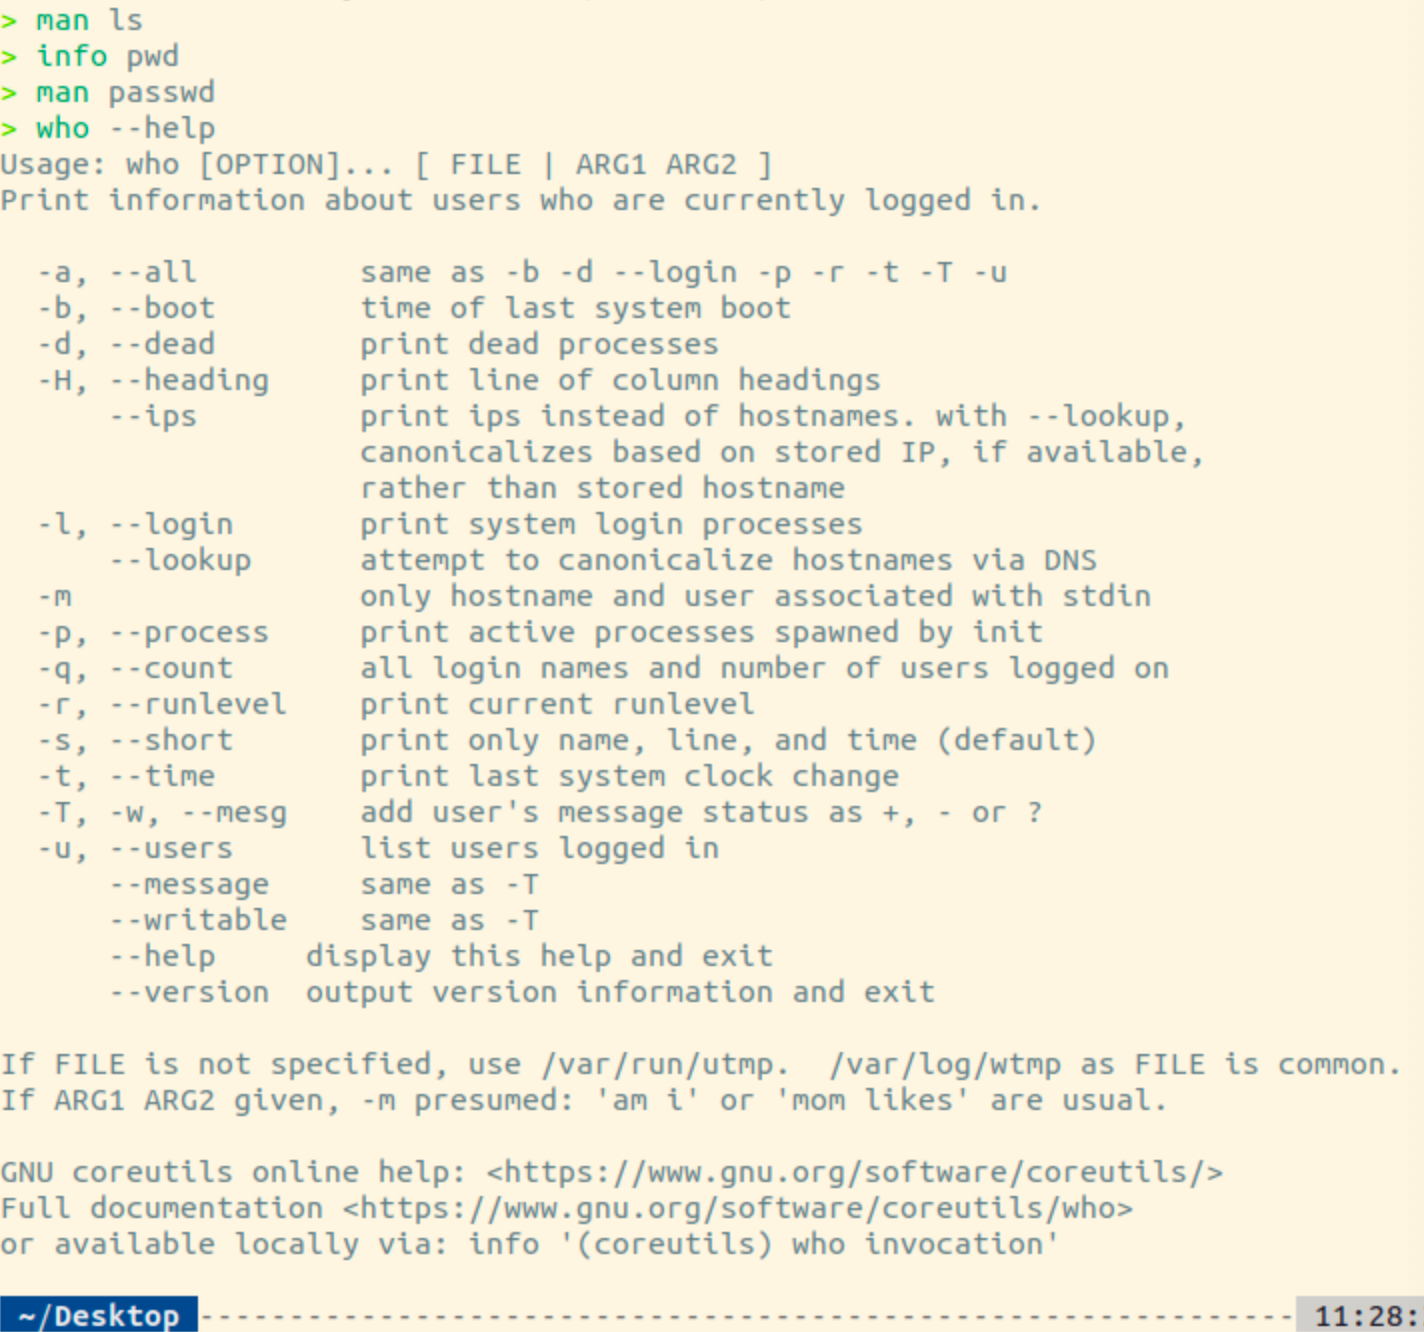 > man ls
> info pwd
> man passwd
> who --help
Usage: who [OPTION]... [ FILE | ARG1 ARG2 ]
Print information about users who are currently logged in.

  -a, --all         same as -b -d --login -p -r -t -T -u
  -b, --boot        time of last system boot
  -d, --dead        print dead processes
  -H, --heading     print line of column headings
      --ips         print ips instead of hostnames. with --lookup,
                    canonicalizes based on stored IP, if available,
                    rather than stored hostname
  -l, --login       print system login processes
      --lookup      attempt to canonicalize hostnames via DNS
  -m                only hostname and user associated with stdin
  -p, --process     print active processes spawned by init
  -q, --count       all login names and number of users logged on
  -r, --runlevel    print current runlevel
  -s, --short       print only name, line, and time (default)
  -t, --time        print last system clock change
  -T, -w, --mesg    add user's message status as +, - or ?
  -u, --users       list users logged in
      --message     same as -T
      --writable    same as -T
      --help     display this help and exit
      --version  output version information and exit

If FILE is not specified, use /var/run/utmp.  /var/log/wtmp as FILE is common.
If ARG1 ARG2 given, -m presumed: 'am i' or 'mom likes' are usual.

GNU coreutils online help: <https://www.gnu.org/software/coreutils/>
Full documentation <https://www.gnu.org/software/coreutils/who>
or available locally via: info '(coreutils) who invocation'

~/Desktop ------------------------------------------------------------- 11:28: